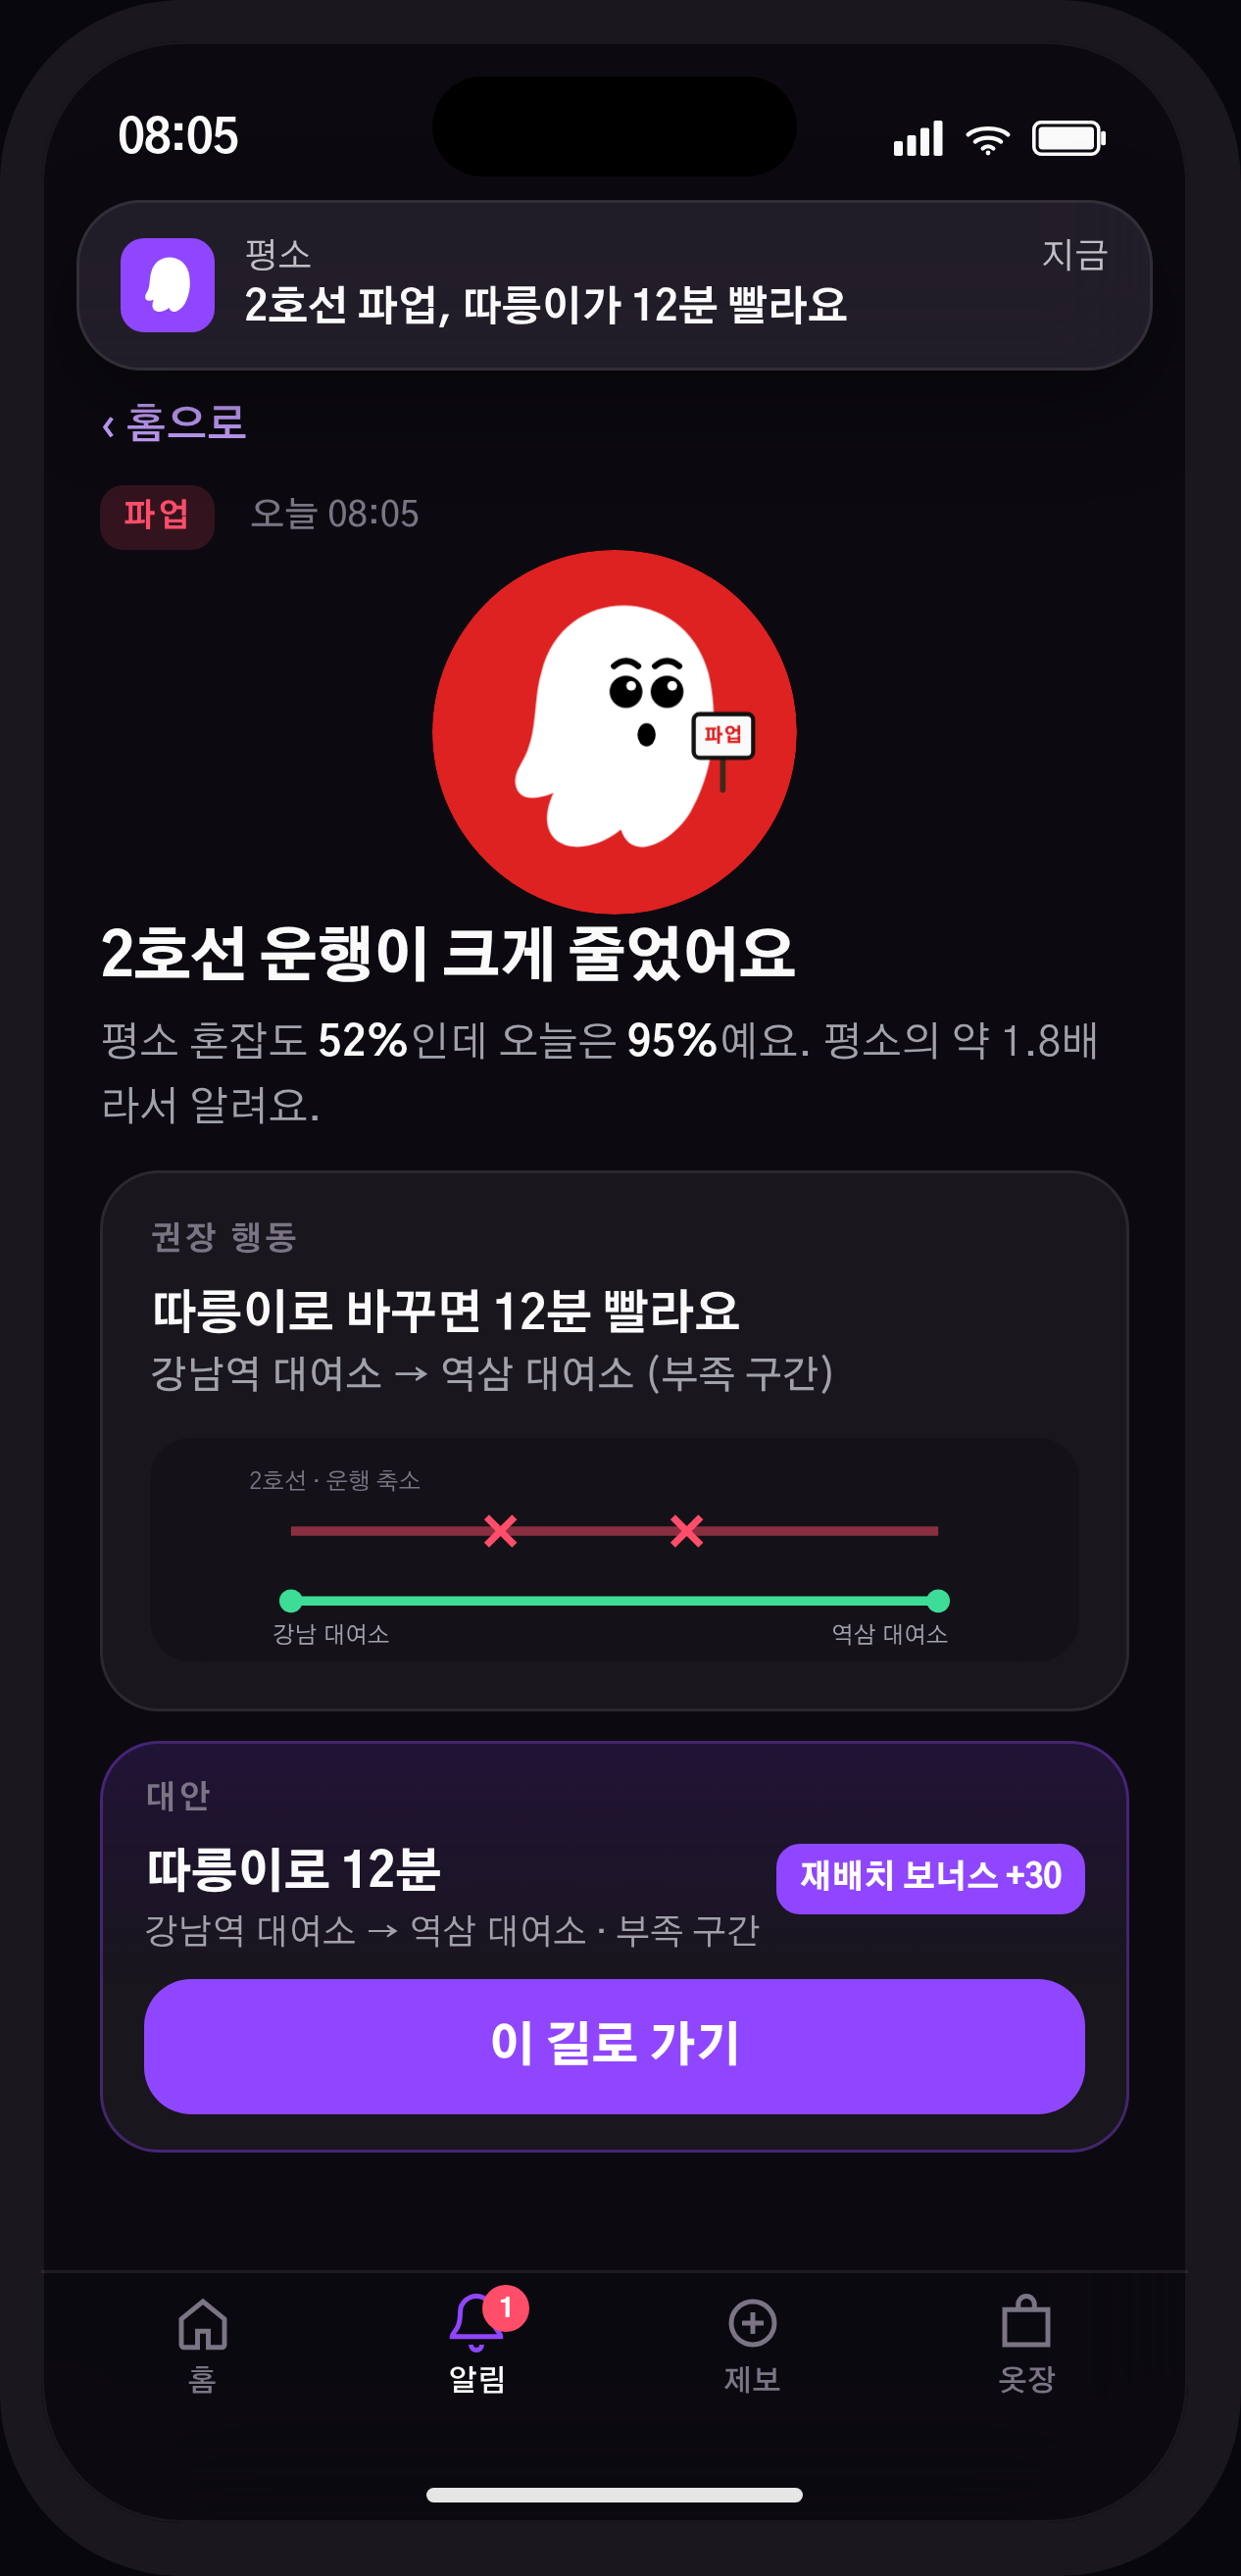 08:05
평소
지금
2호선 파업, 따릉이가 12분 빨라요
‹ 홈으로
파업
오늘 08:05
파업
2호선 운행이 크게 줄었어요
평소 혼잡도 52%인데 오늘은 95%예요. 평소의 약 1.8배
라서 알려요.
권장 행동
따릉이로 바꾸면 12분 빨라요
강남역 대여소 → 역삼 대여소 (부족 구간)
2호선 · 운행 축소
강남 대여소
역삼 대여소
대안
따릉이로 12분
재배치 보너스 +30
강남역 대여소 → 역삼 대여소 · 부족 구간
이 길로 가기
1
홈
알림
제보
옷장